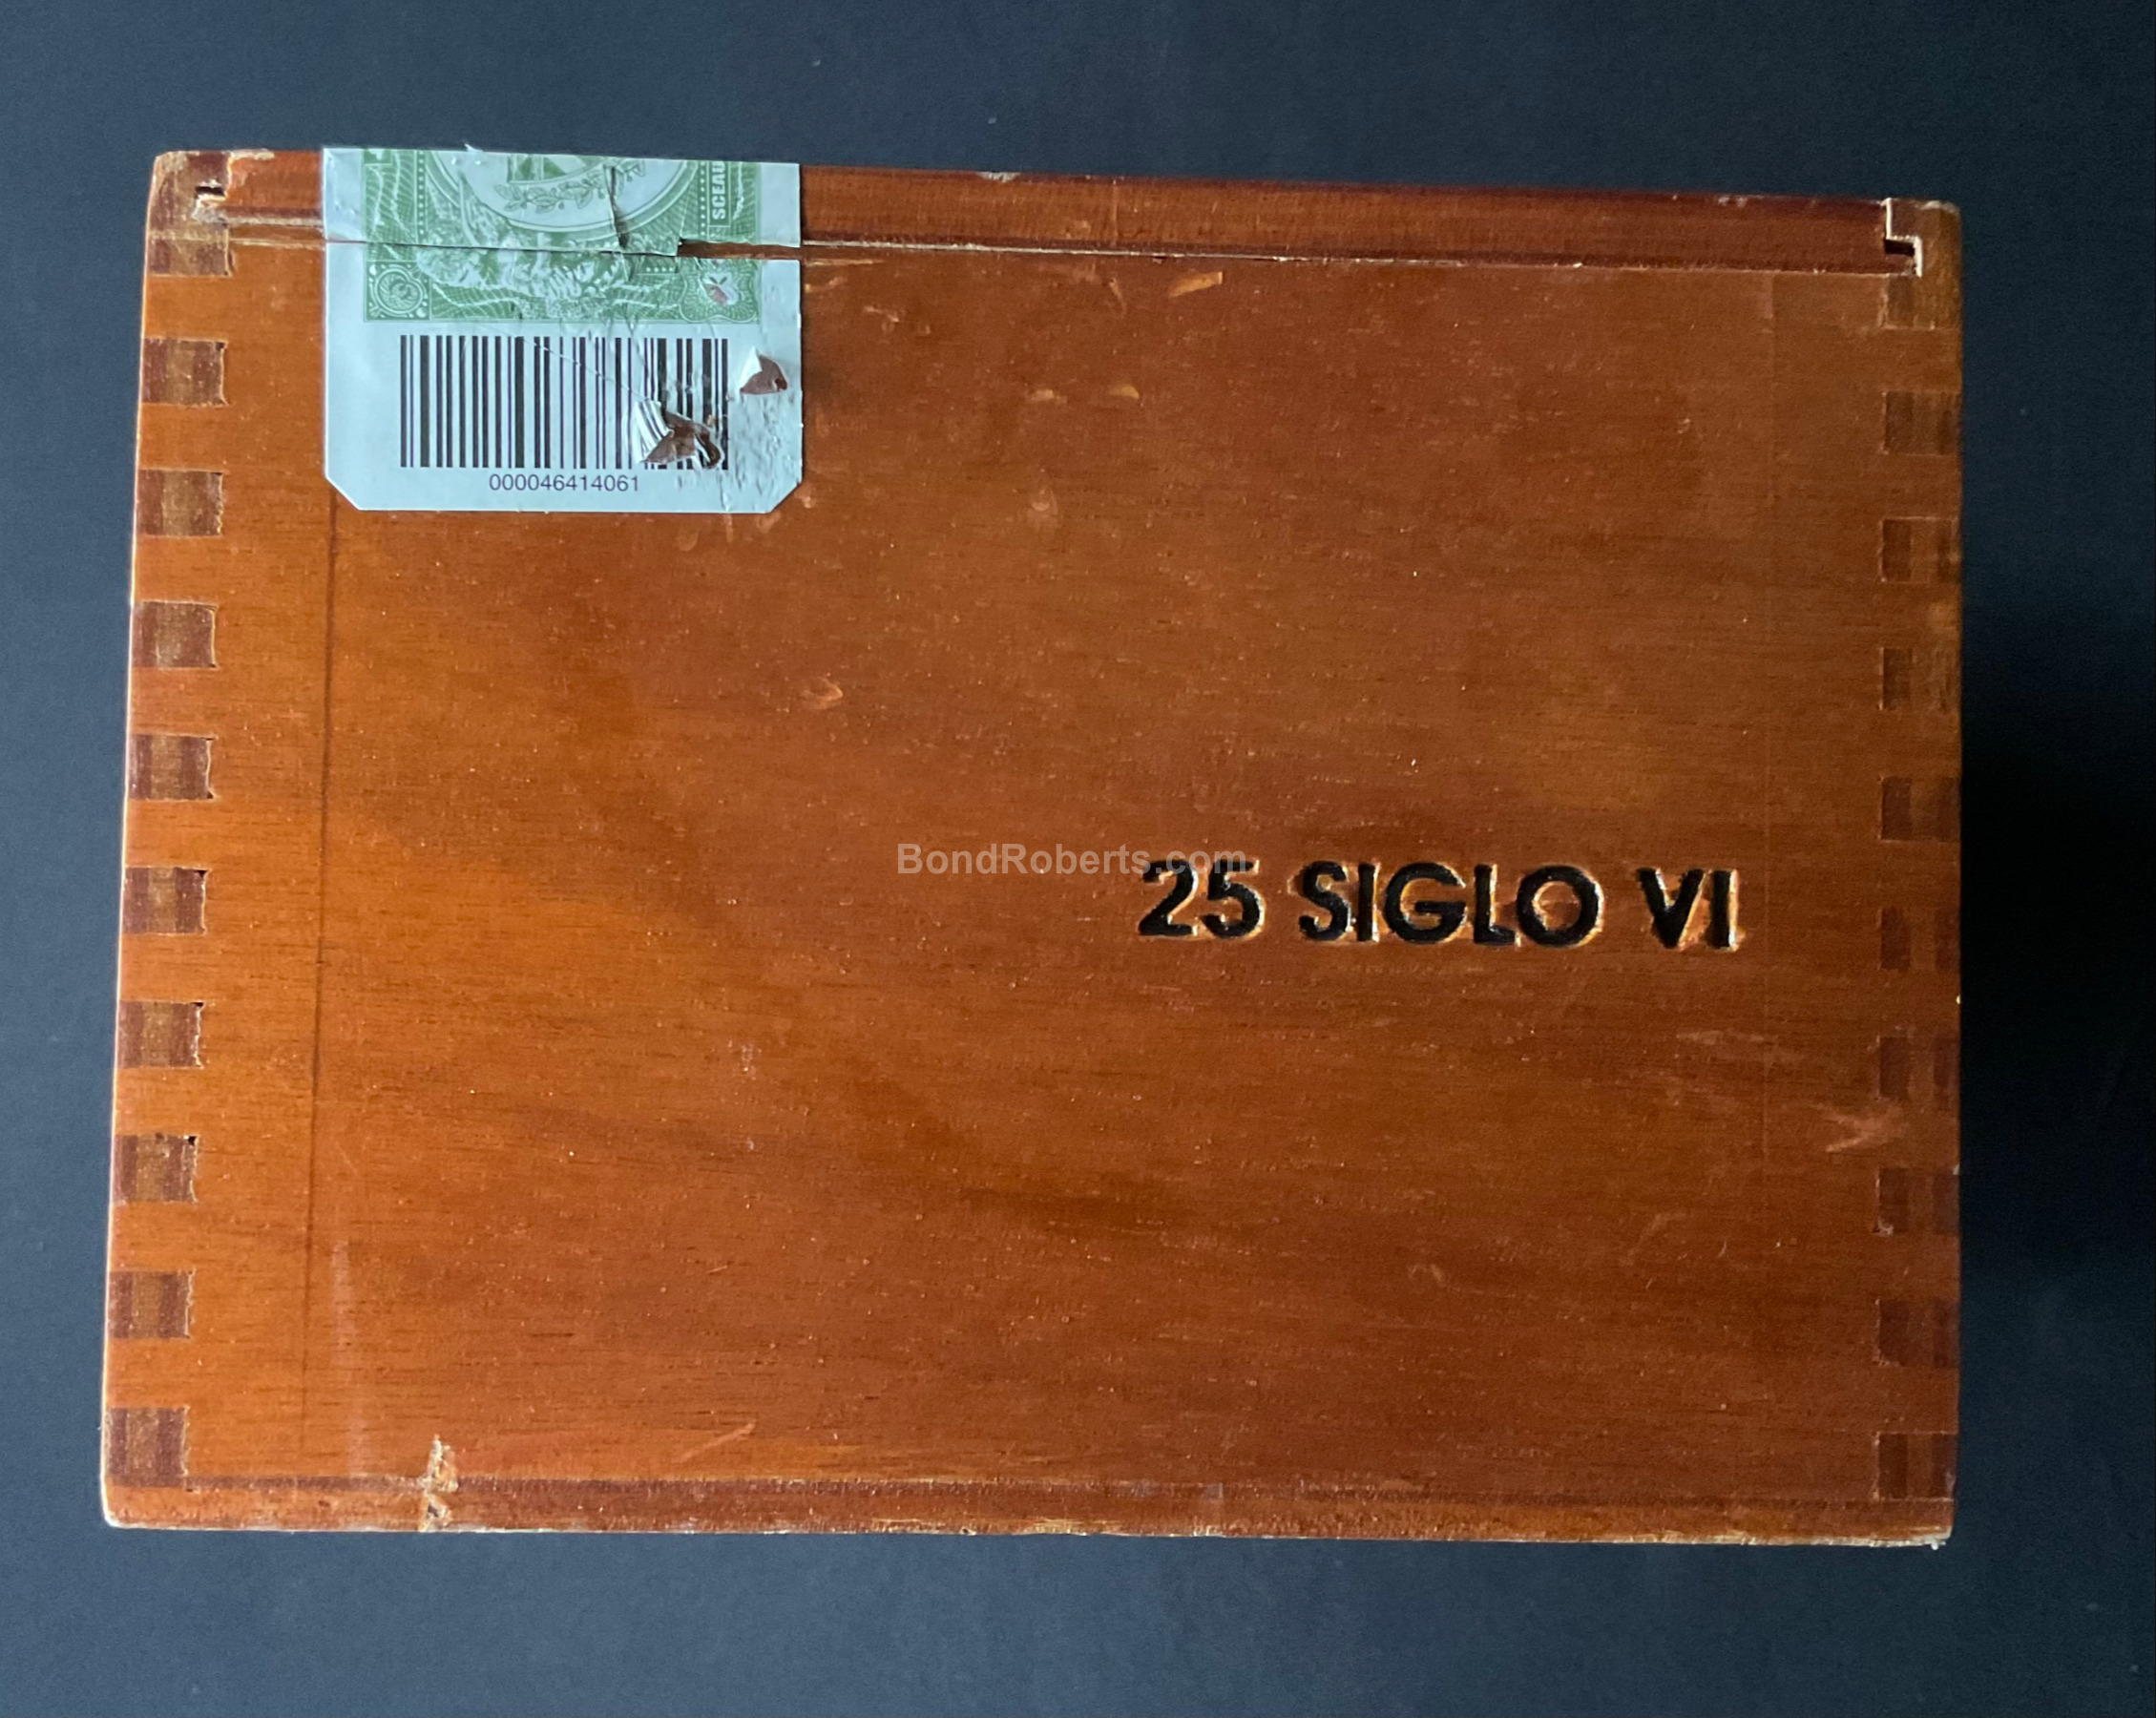 SCEAU
000046414061
BondRoberts.com
25 SIGLO VI